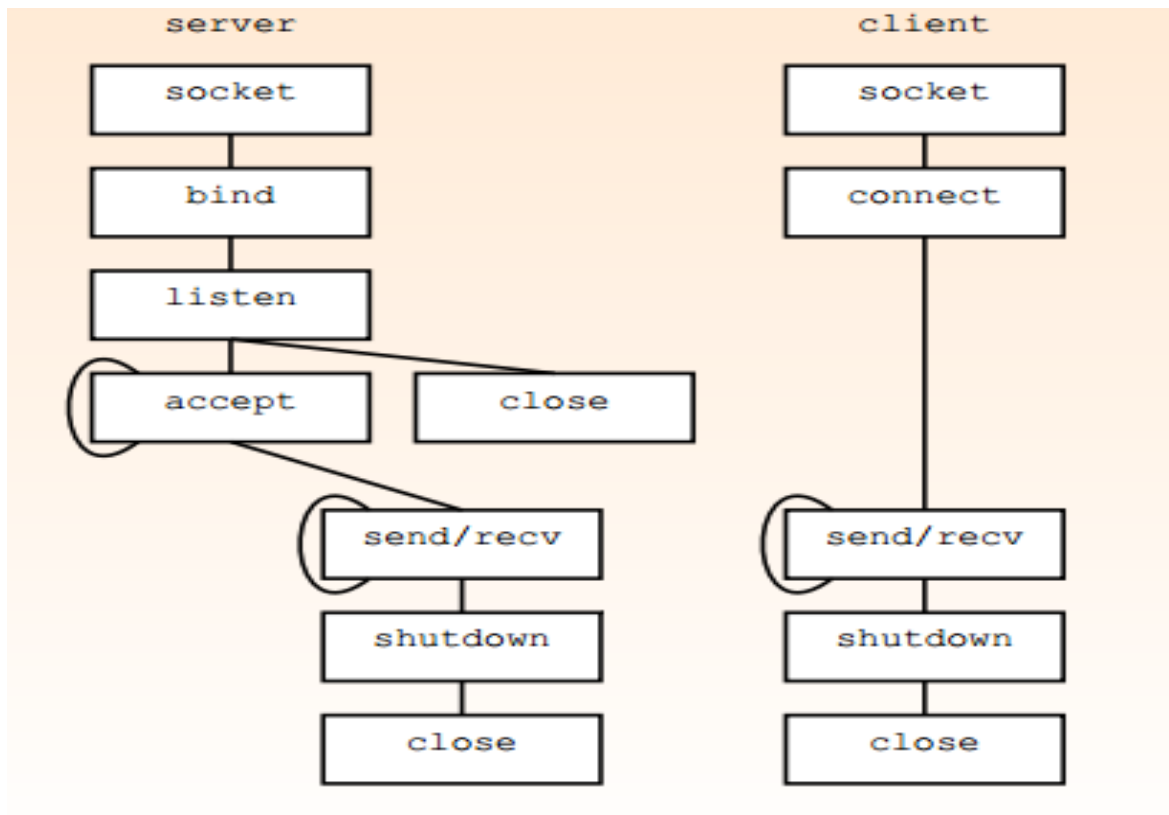 server
client
socket
socket
bind
connect
listen
accept
close
send/recv
send/recv
shutdown
shutdown
close
close